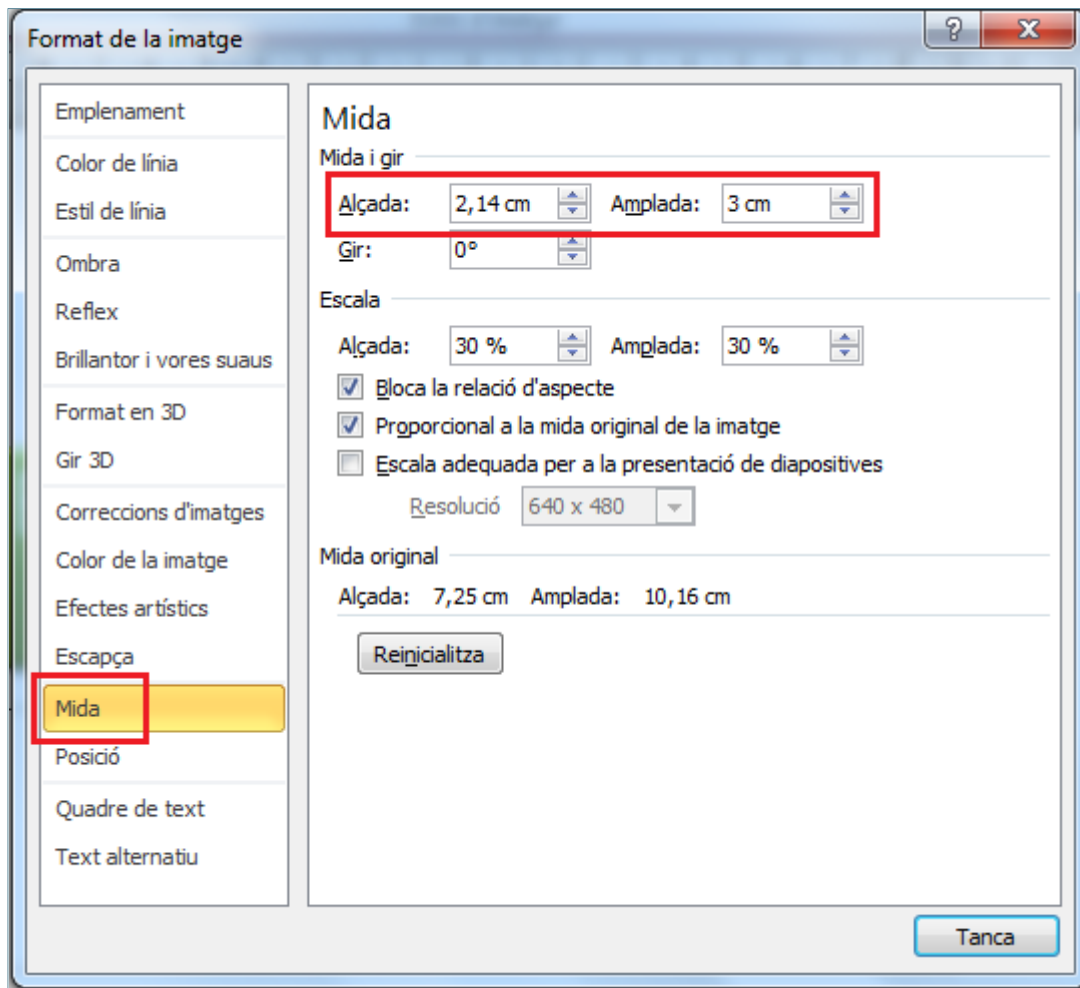 Format de la imatge
Emplenament
Color de línia
Estil de línia
Ombra
Reflex
Brillantor i vores suaus
Format en 3D
Gir 3D
Correccions d'imatges
Color de la imatge
Efectes artístics
Escapça
Mida
Posició
Quadre de text
Text alternatiu
Mida
Mida i gir
Alçada: 2,14 cm Amplada: 3 cm
Gir: 0°
Escala
Alçada: 30 % Amplada: 30 %
Bloca la relació d'aspecte
Proporcional a la mida original de la imatge
Escala adequada per a la presentació de diapositives
Resolució 640 x 480
Mida original
Alçada: 7,25 cm Amplada: 10,16 cm
Reinicialitza
Tanca